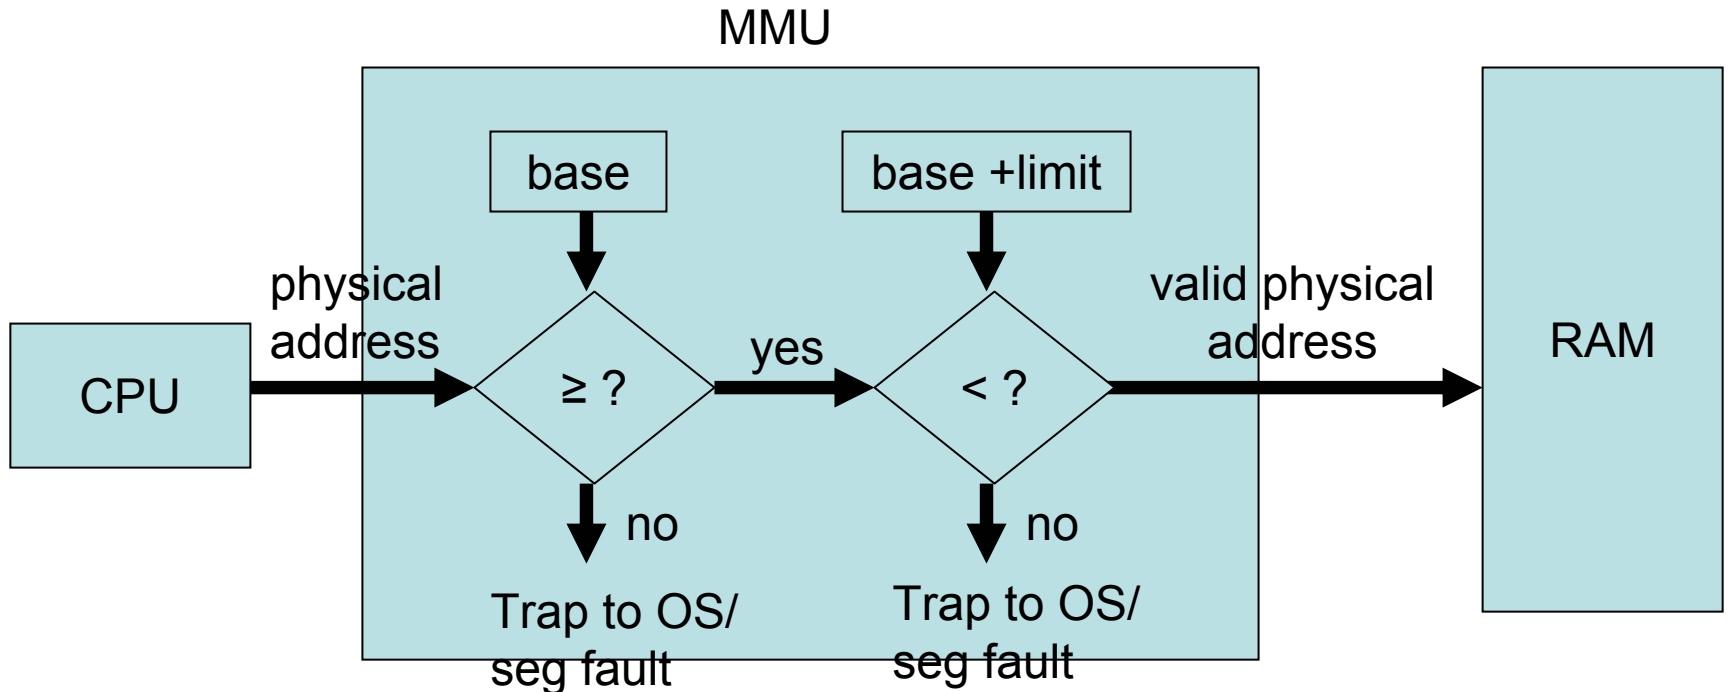 MMU
base
base +limit
physical
address
valid physical
address
CPU
≥ ?
yes
< ?
RAM
no
no
Trap to OS/
seg fault
Trap to OS/
seg fault